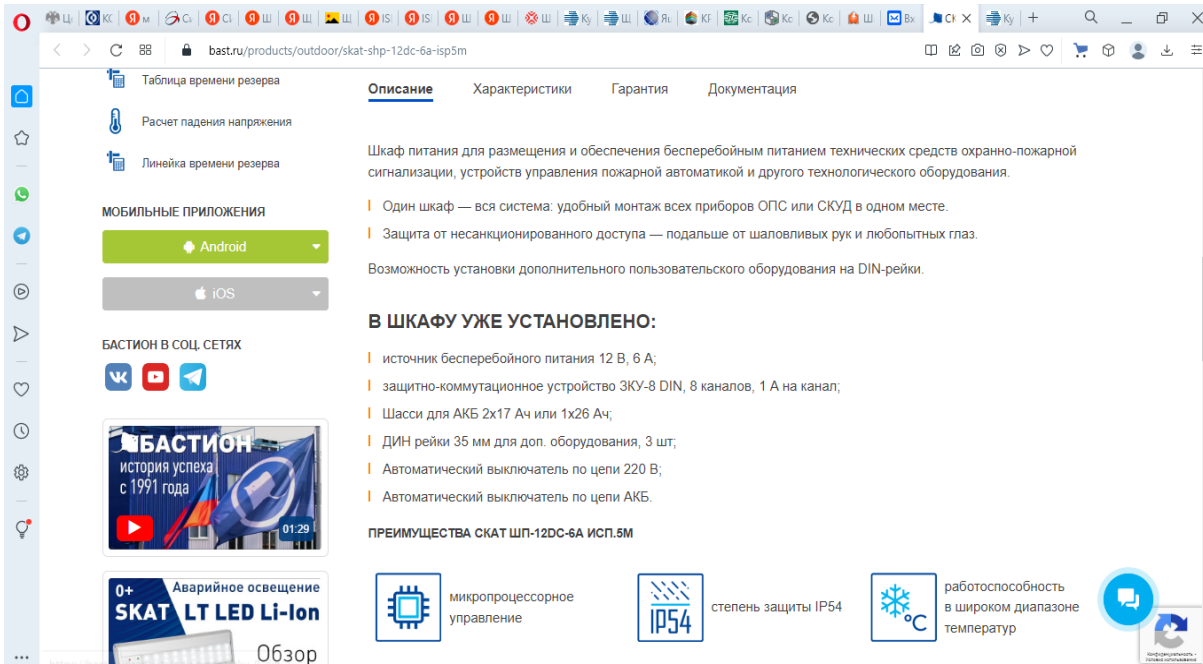 bast.ru/products/outdoor/skat-shp-12dc-6a-isp5m
Таблица времени резерва
Расчет падения напряжения
Линейка времени резерва
МОБИЛЬНЫЕ ПРИЛОЖЕНИЯ
Android
iOS
БАСТИОН В СОЦ. СЕТЯХ
БАСТИОН
история успеха
с 1991 года
01:29
0+
Аварийное освещение
SKAT LT LED Li-Ion
Обзор
Описание Характеристики Гарантия Документация
Шкаф питания для размещения и обеспечения бесперебойным питанием технических средств охранно-пожарной
сигнализации, устройств управления пожарной автоматикой и другого технологического оборудования.
Один шкаф — вся система: удобный монтаж всех приборов ОПС или СКУД в одном месте.
Защита от несанкционированного доступа — подальше от шаловливых рук и любопытных глаз.
Возможность установки дополнительного пользовательского оборудования на DIN-рейки.
В ШКАФУ УЖЕ УСТАНОВЛЕНО:
источник бесперебойного питания 12 В, 6 А;
защитно-коммутационное устройство ЗКУ-8 DIN, 8 каналов, 1 А на канал;
Шасси для АКБ 2х17 Ач или 1х26 Ач;
ДИН рейки 35 мм для доп. оборудования, 3 шт;
Автоматический выключатель по цепи 220 В;
Автоматический выключатель по цепи АКБ.
ПРЕИМУЩЕСТВА СКАТ ШП-12DC-6А ИСП.5М
микропроцессорное
управление
IP54
степень защиты IP54
°C
работоспособность
в широком диапазоне
температур
Конфиденциальность -
Условия использования